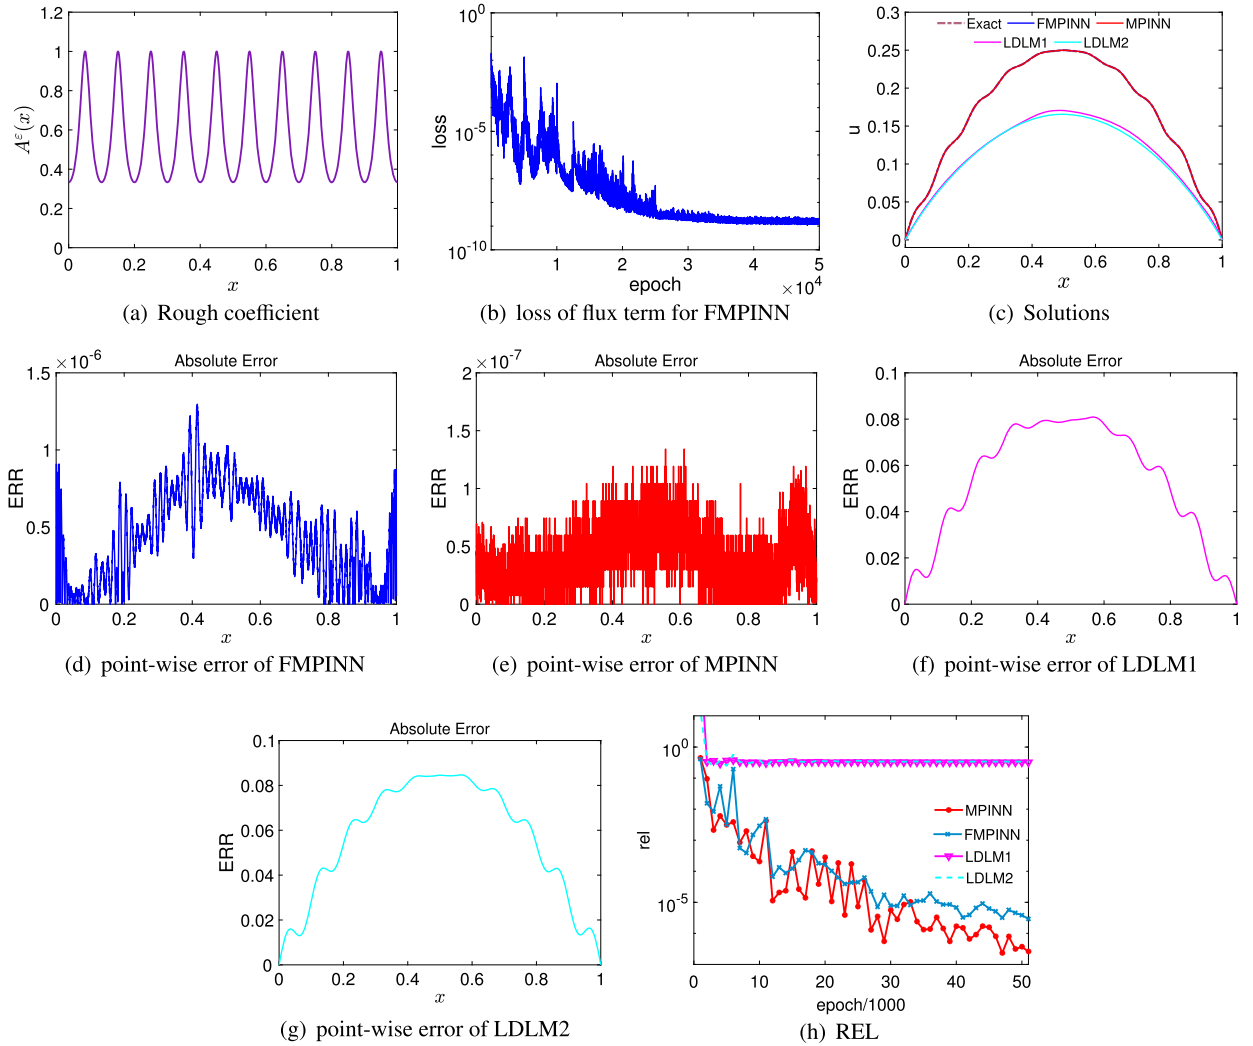 1.2
1
0.8
0.6
0.4
0.2
0
A^ε(x)
0 0.2 0.4 0.6 0.8 1
x
(a) Rough coefficient
10^-5
10^-10
loss
0 1 2 3 4 5
epoch ×10^4
(b) loss of flux term for FMPINN
0.3
0.25
0.2
0.15
0.1
0.05
0
u
Exact FMPINN MPINN
LDLM1 LDLM2
0 0.2 0.4 0.6 0.8 1
x
(c) Solutions
×10^-6 Absolute Error
1.5
1
0.5
0
ERR
0 0.2 0.4 0.6 0.8 1
x
(d) point-wise error of FMPINN
×10^-7 Absolute Error
2
1.5
1
0.5
0
ERR
0 0.2 0.4 0.6 0.8 1
x
(e) point-wise error of MPINN
Absolute Error
0.1
0.08
0.06
0.04
0.02
0
ERR
0 0.2 0.4 0.6 0.8 1
x
(f) point-wise error of LDLM1
Absolute Error
0.1
0.08
0.06
0.04
0.02
0
ERR
0 0.2 0.4 0.6 0.8 1
x
(g) point-wise error of LDLM2
10^0
10^-5
rel
MPINN
FMPINN
LDLM1
LDLM2
0 10 20 30 40 50
epoch/1000
(h) REL